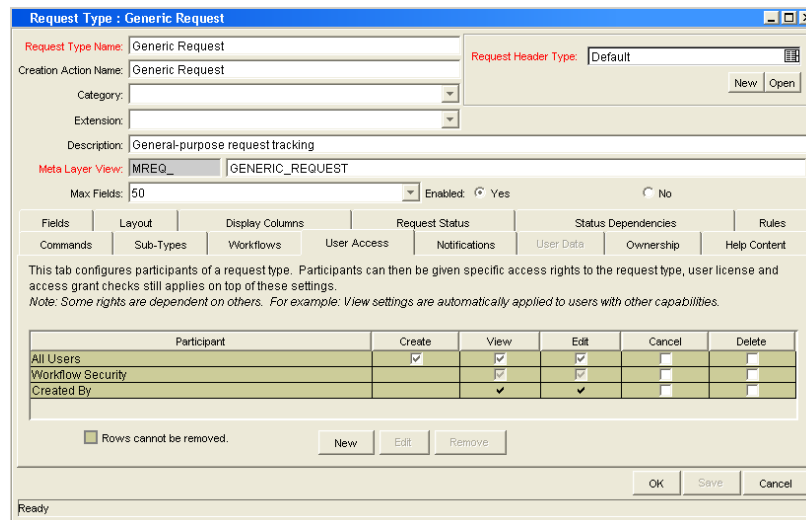 Request Type : Generic Request
Request Type Name: Generic Request
Request Header Type: Default
Creation Action Name: Generic Request
New Open
Category:
Extension:
Description: General-purpose request tracking
Meta Layer View: MREQ_ GENERIC_REQUEST
Max Fields: 50 Enabled: Yes No
Fields Layout Display Columns Request Status Status Dependencies Rules
Commands Sub-Types Workflows User Access Notifications User Data Ownership Help Content
This tab configures participants of a request type. Participants can then be given specific access rights to the request type, user license and
access grant checks still applies on top of these settings.
Note: Some rights are dependent on others. For example: View settings are automatically applied to users with other capabilities.
Participant Create View Edit Cancel Delete
All Users
Workflow Security
Created By
Rows cannot be removed. New Edit Remove
OK Save Cancel
Ready